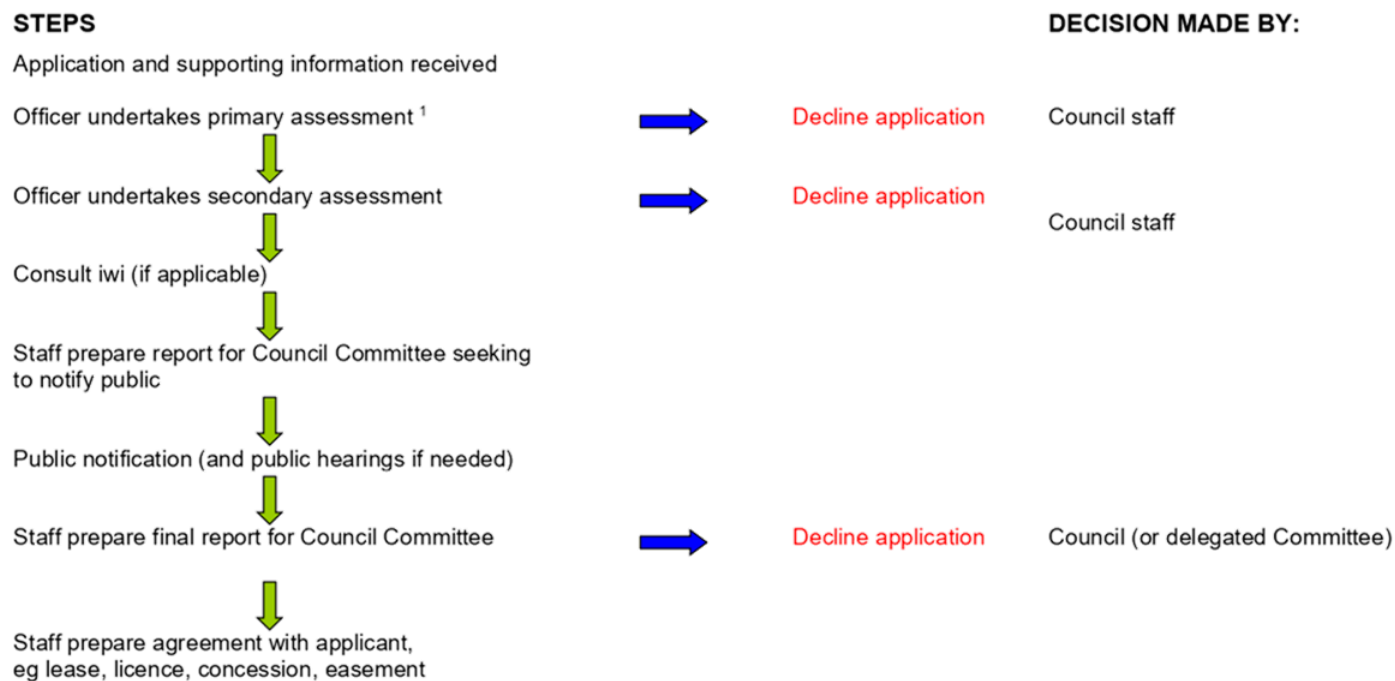 STEPS
DECISION MADE BY:
Application and supporting information received
Officer undertakes primary assessment ¹
Decline application
Council staff
Officer undertakes secondary assessment
Decline application
Council staff
Consult iwi (if applicable)
Staff prepare report for Council Committee seeking
to notify public
Public notification (and public hearings if needed)
Staff prepare final report for Council Committee
Decline application
Council (or delegated Committee)
Staff prepare agreement with applicant,
eg lease, licence, concession, easement